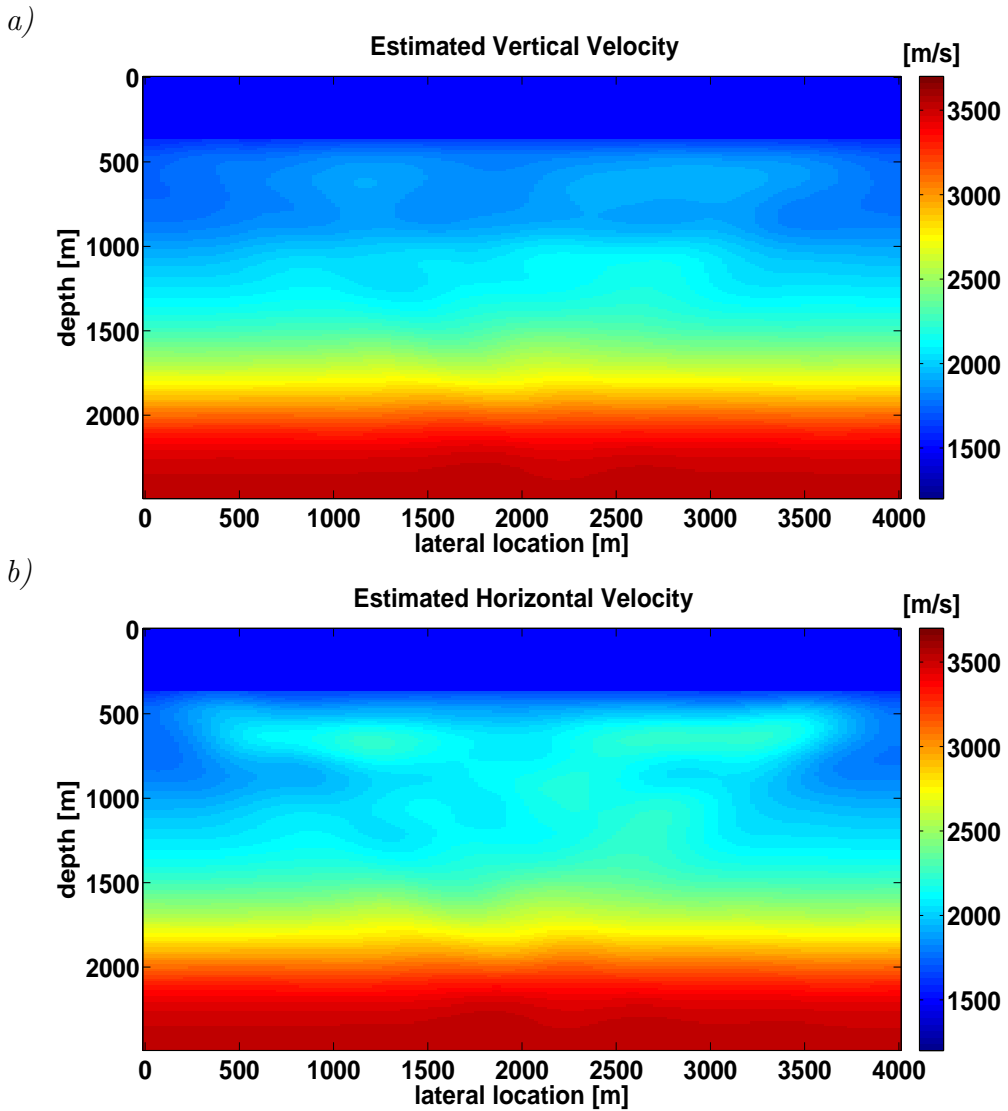 a)
Estimated Vertical Velocity
[m/s]
0
500
1000
1500
2000
depth [m]
0 500 1000 1500 2000 2500 3000 3500 4000
lateral location [m]
3500
3000
2500
2000
1500
b)
Estimated Horizontal Velocity
[m/s]
0
500
1000
1500
2000
depth [m]
0 500 1000 1500 2000 2500 3000 3500 4000
lateral location [m]
3500
3000
2500
2000
1500